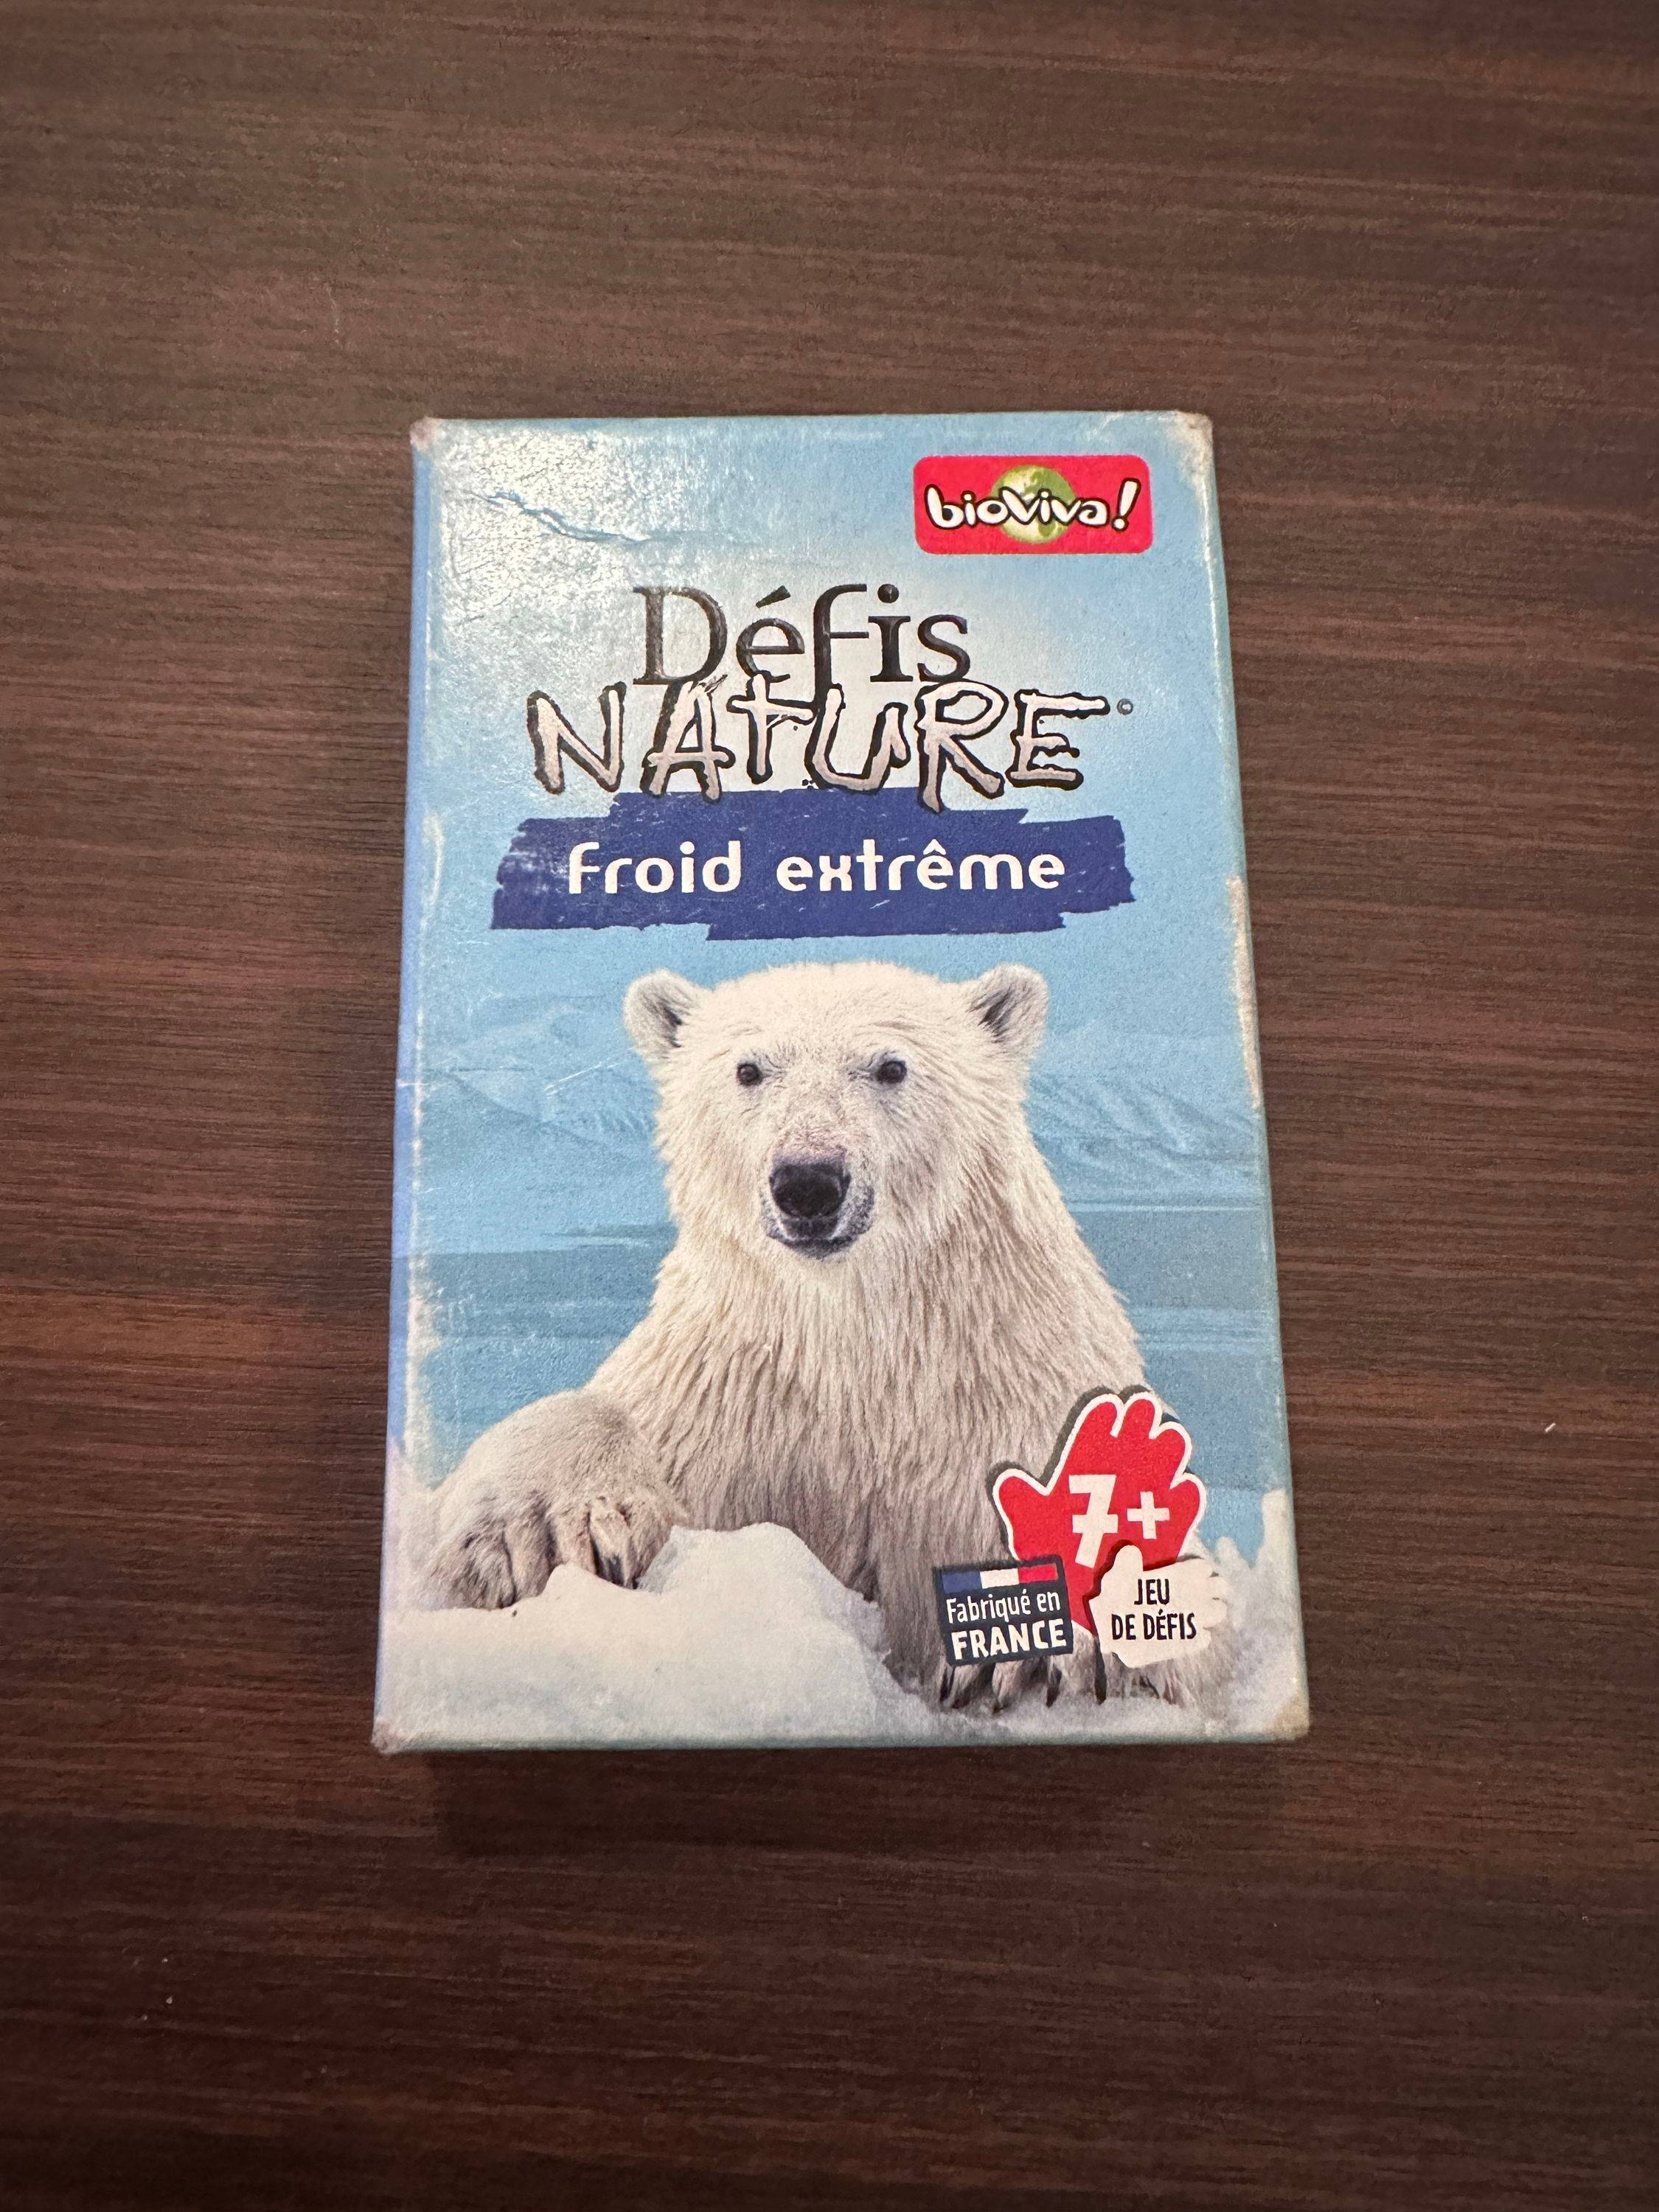 bioviva!
Défis
NATURE©
Froid extrême
7+
Fabriqué en
FRANCE
JEU
DE DÉFIS